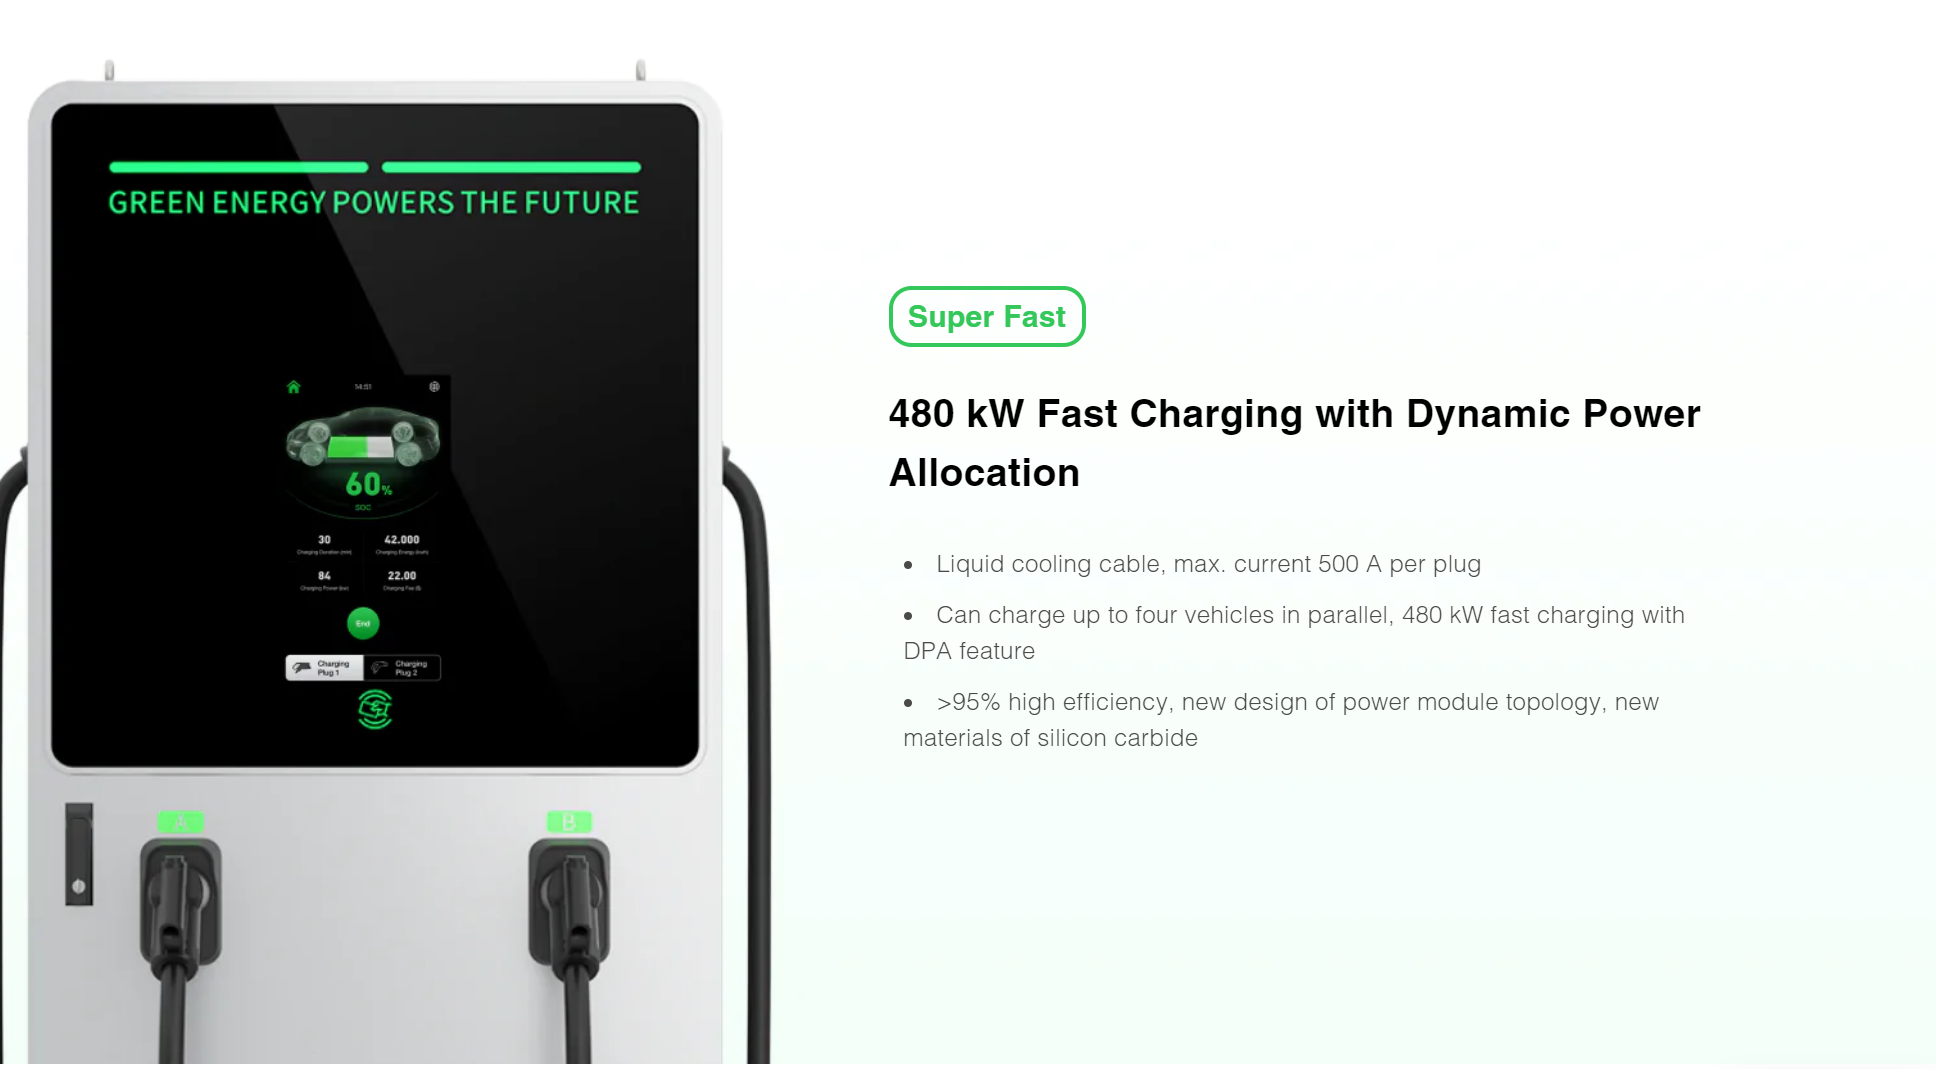 GREEN ENERGY POWERS THE FUTURE
14:51
60%
SOC
30
42.000
Charging Duration (min)
Charging Energy (kwh)
84
22.00
Charging Power (kw)
Charging Fee ($)
End
Charging
Plug 1
Charging
Plug 2
A
B
Super Fast
480 kW Fast Charging with Dynamic Power
Allocation
• Liquid cooling cable, max. current 500 A per plug
• Can charge up to four vehicles in parallel, 480 kW fast charging with
DPA feature
• >95% high efficiency, new design of power module topology, new
materials of silicon carbide